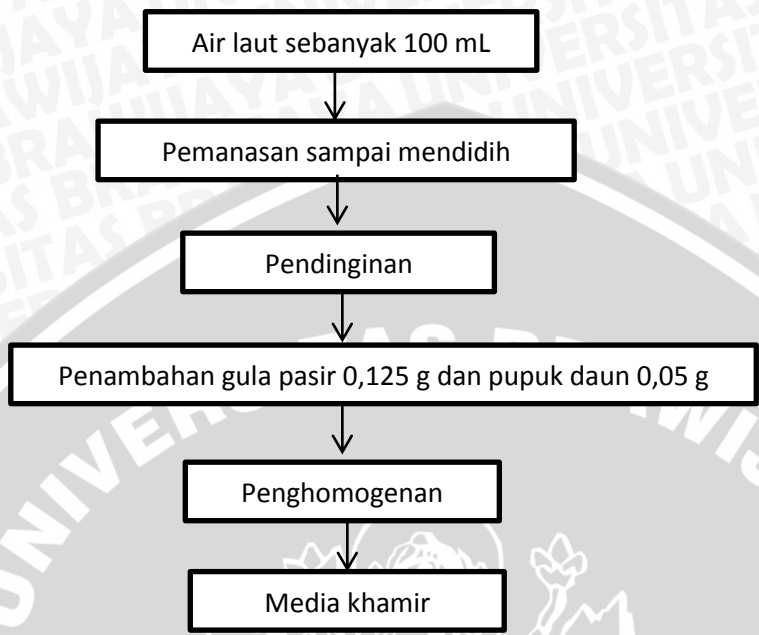 Air laut sebanyak 100 mL
Pemanasan sampai mendidih
Pendinginan
Penambahan gula pasir 0,125 g dan pupuk daun 0,05 g
Penghomogenan
Media khamir